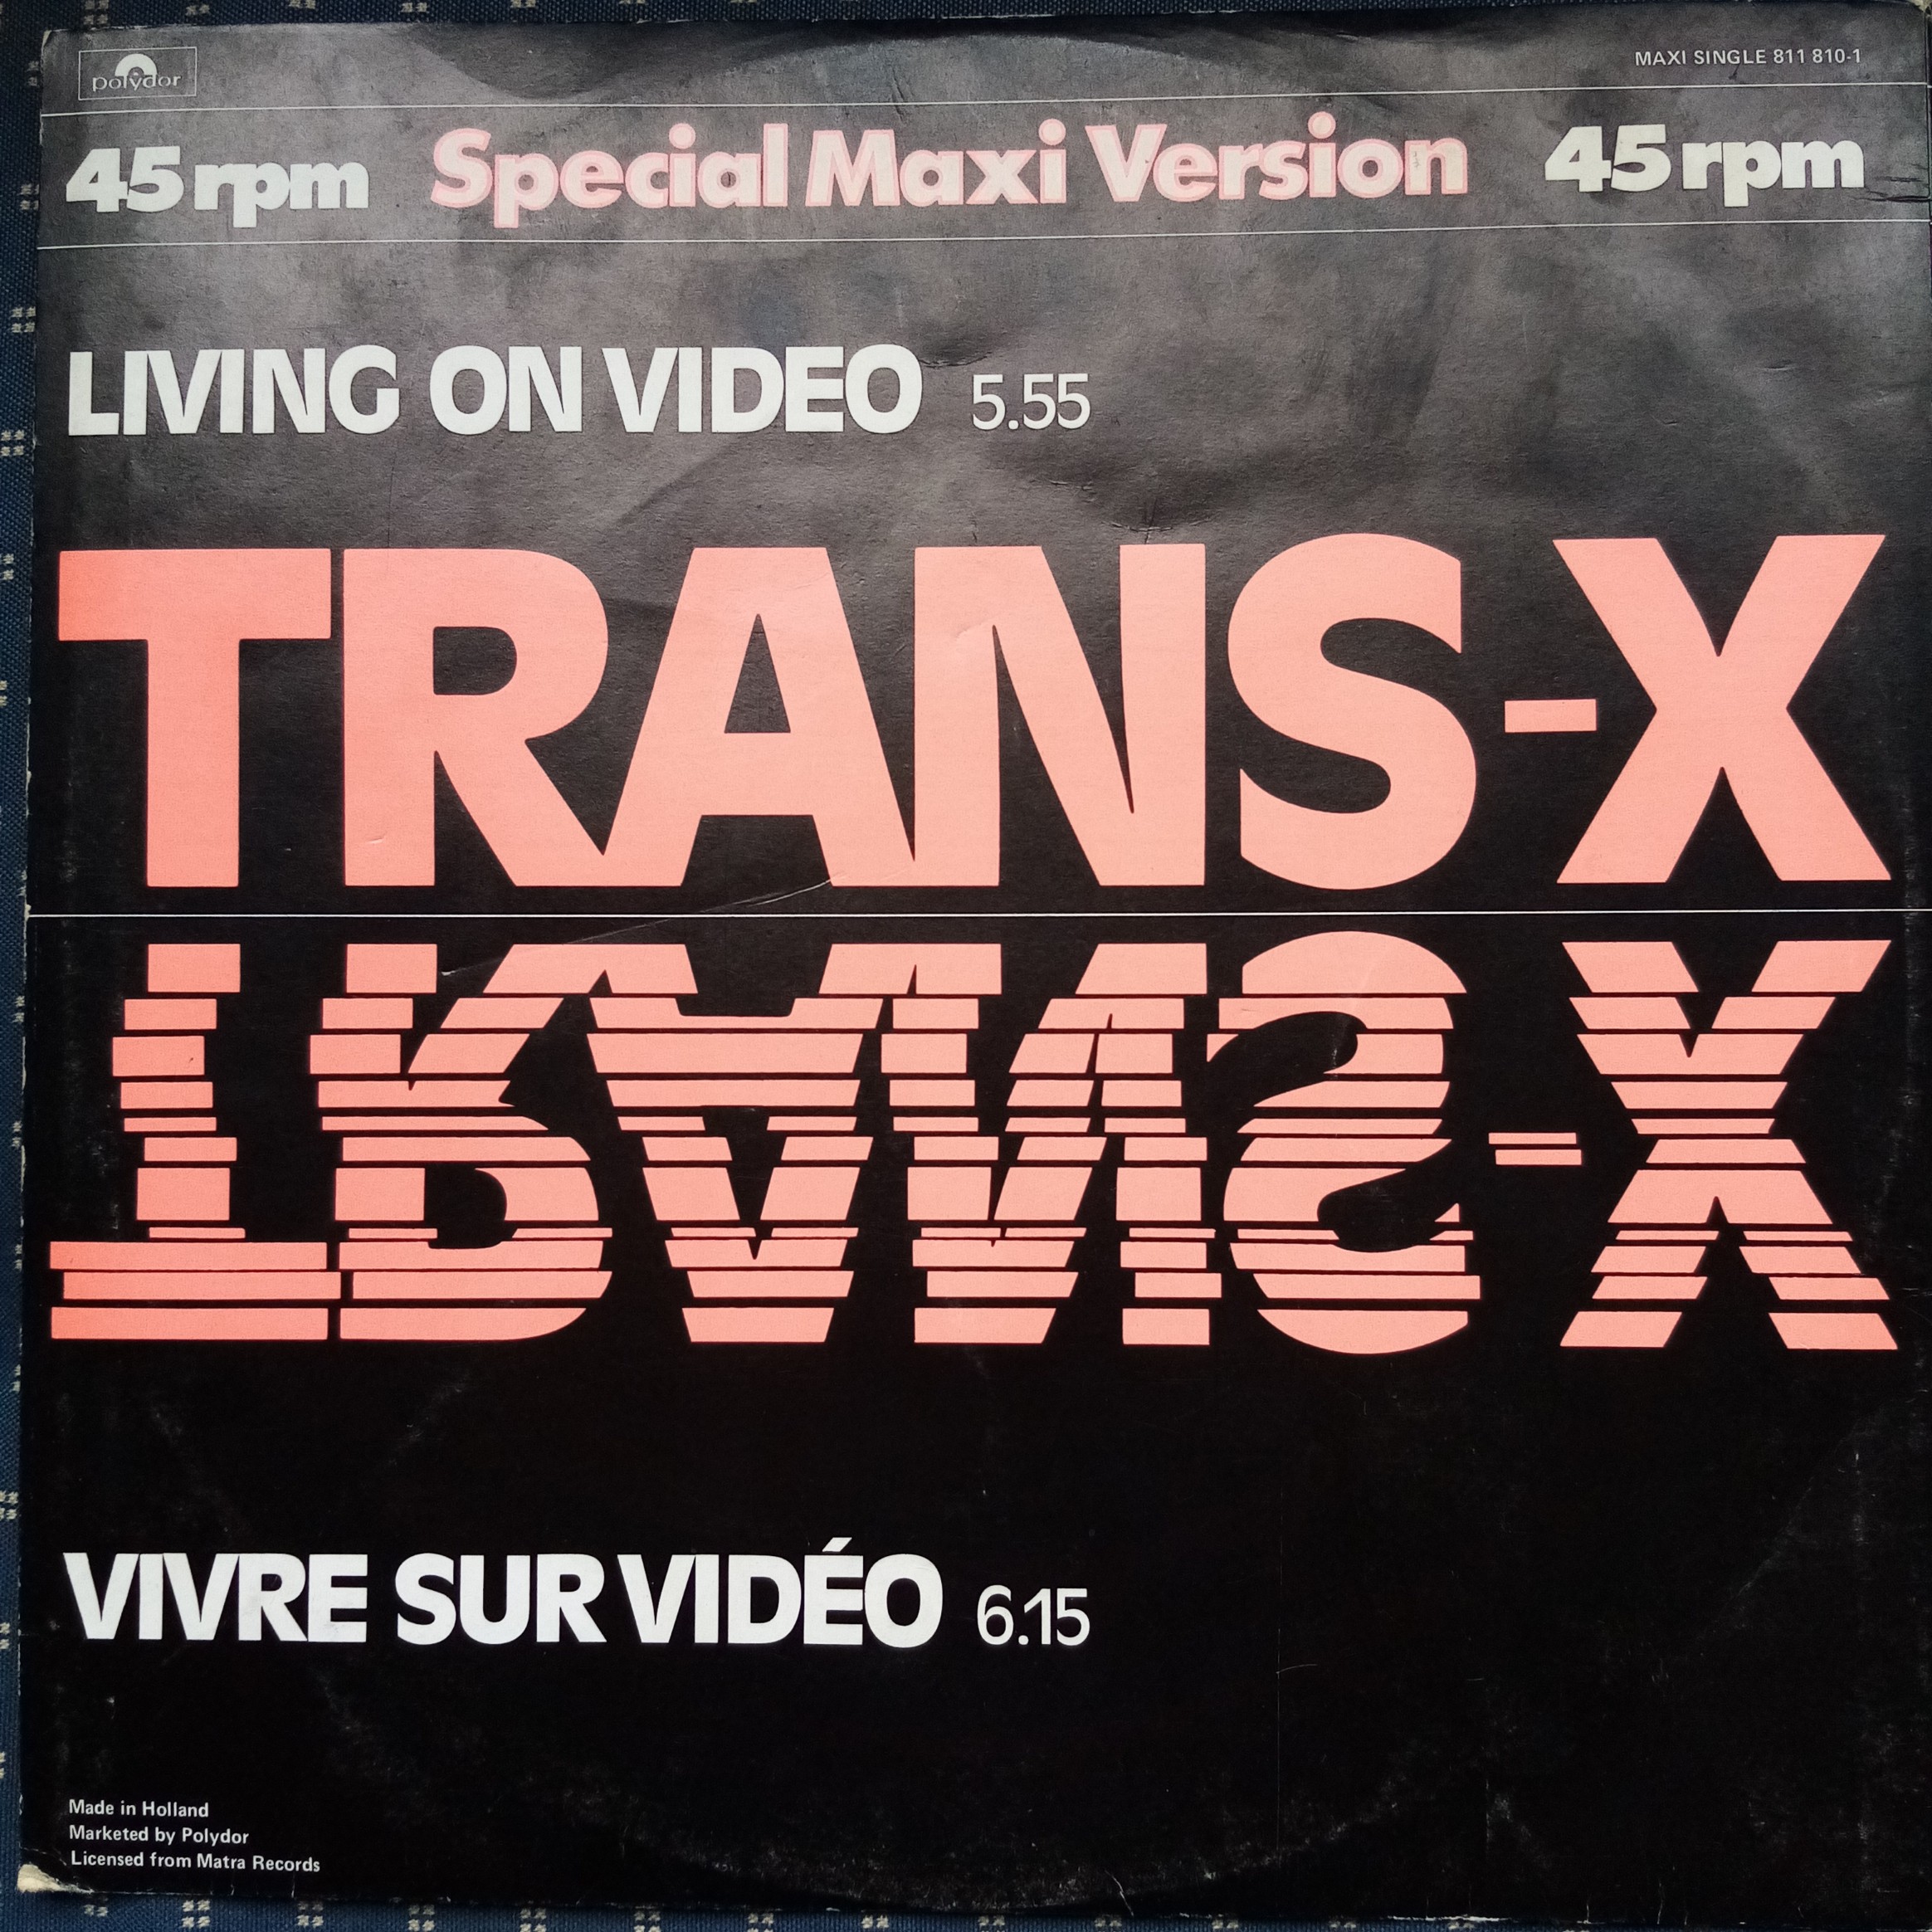 polydor
MAXI SINGLE 811 810-1
45 rpm Special Maxi Version 45 rpm
LIVING ON VIDEO 5.55
TRANS-X
TRANS-X
VIVRE SUR VIDÉO 6.15
Made in Holland
Marketed by Polydor
Licensed from Matra Records